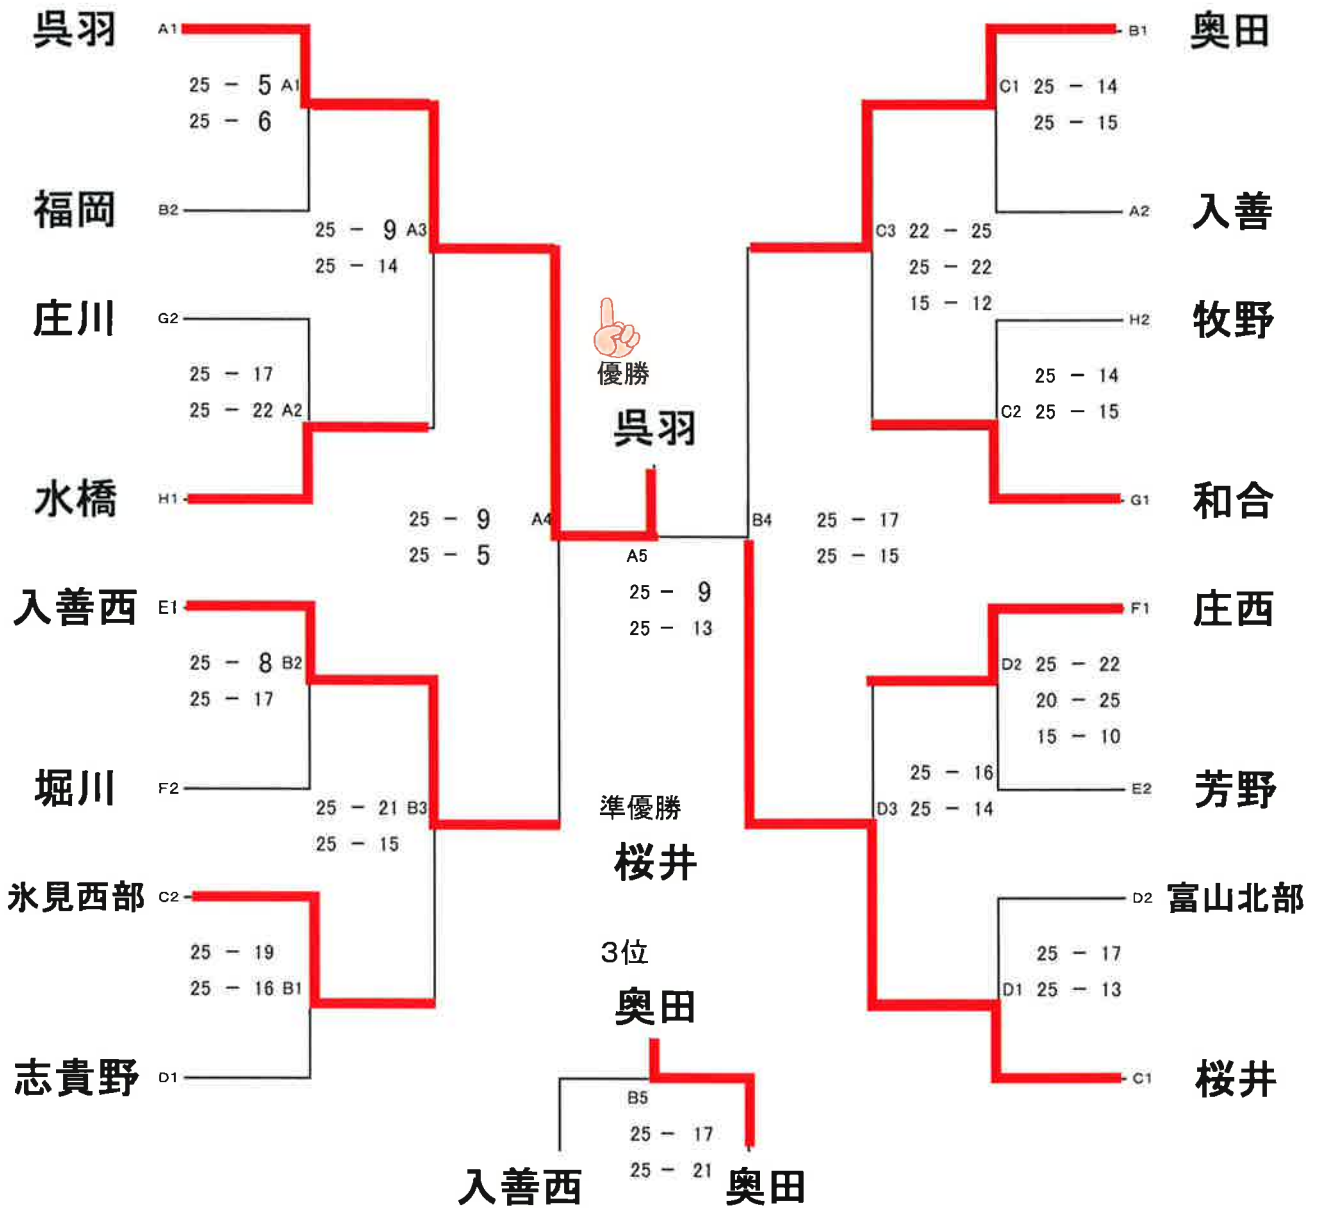 呉羽 A1
25 － 5 A1
25 － 6
福岡 B2
25 － 9 A3
25 － 14
庄川 G2
25 － 17
25 － 22 A2
水橋 H1
25 － 9 A4
25 － 5
入善西 E1
25 － 8 B2
25 － 17
堀川 F2
25 － 21 B3
25 － 15
氷見西部 C2
25 － 19
25 － 16 B1
志貴野 D1
優勝
呉羽
A5
25 － 9
25 － 13
準優勝
桜井
3位
奥田
B5
25 － 17
25 － 21
入善西 奥田
B1 奥田
C1 25 － 14
25 － 15
A2 入善
C3 22 － 25
25 － 22
15 － 12
H2 牧野
25 － 14
C2 25 － 15
G1 和合
B4 25 － 17
25 － 15
F1 庄西
D2 25 － 22
20 － 25
15 － 10
25 － 16
D3 25 － 14
E2 芳野
D2 富山北部
25 － 17
D1 25 － 13
C1 桜井